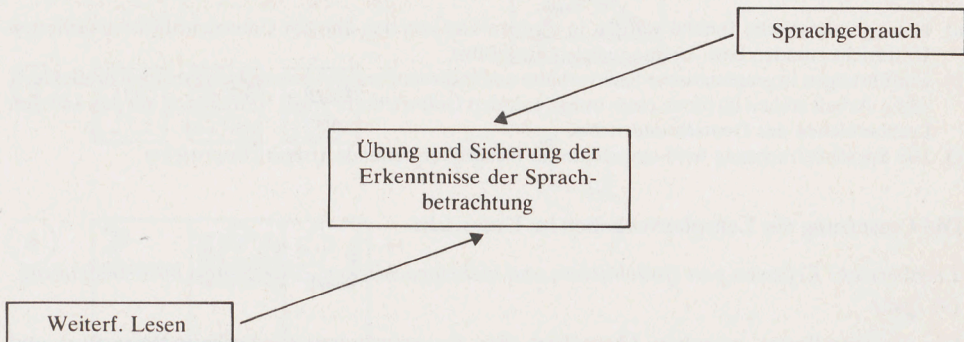 Sprachgebrauch
Übung und Sicherung der
Erkenntnisse der Sprach-
betrachtung
Weiterf. Lesen